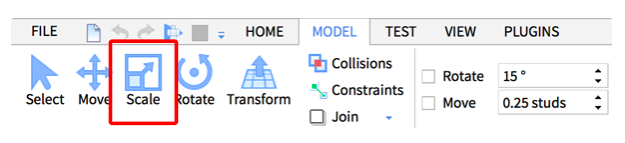 FILE HOME MODEL TEST VIEW PLUGINS
Select Move Scale Rotate Transform
Collisions
Constraints
Join
Rotate 15 °
Move 0.25 studs